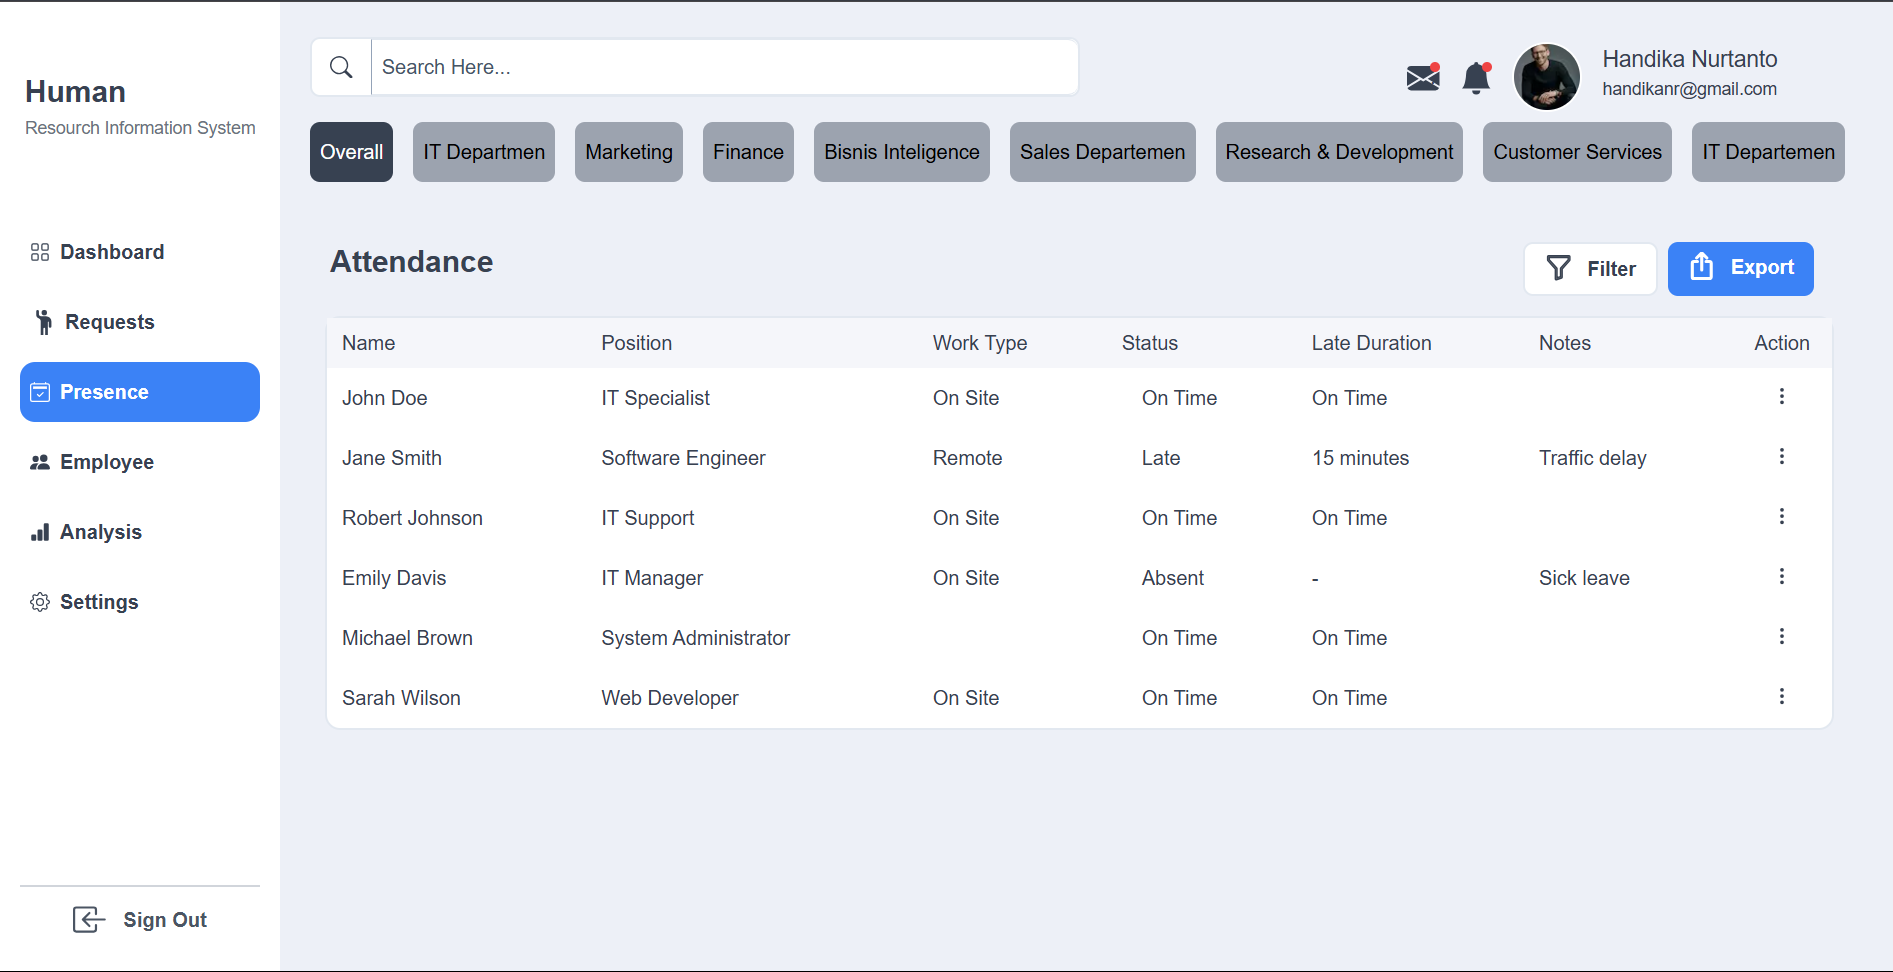 Human
Resourch Information System
Dashboard
Requests
Presence
Employee
Analysis
Settings
Sign Out
Search Here...
Handika Nurtanto
handikanr@gmail.com
Overall IT Departmen Marketing Finance Bisnis Inteligence Sales Departemen Research & Development Customer Services IT Departemen
Attendance
Filter Export
Name Position Work Type Status Late Duration Notes Action
John Doe IT Specialist On Site On Time On Time
Jane Smith Software Engineer Remote Late 15 minutes Traffic delay
Robert Johnson IT Support On Site On Time On Time
Emily Davis IT Manager On Site Absent - Sick leave
Michael Brown System Administrator On Time On Time
Sarah Wilson Web Developer On Site On Time On Time